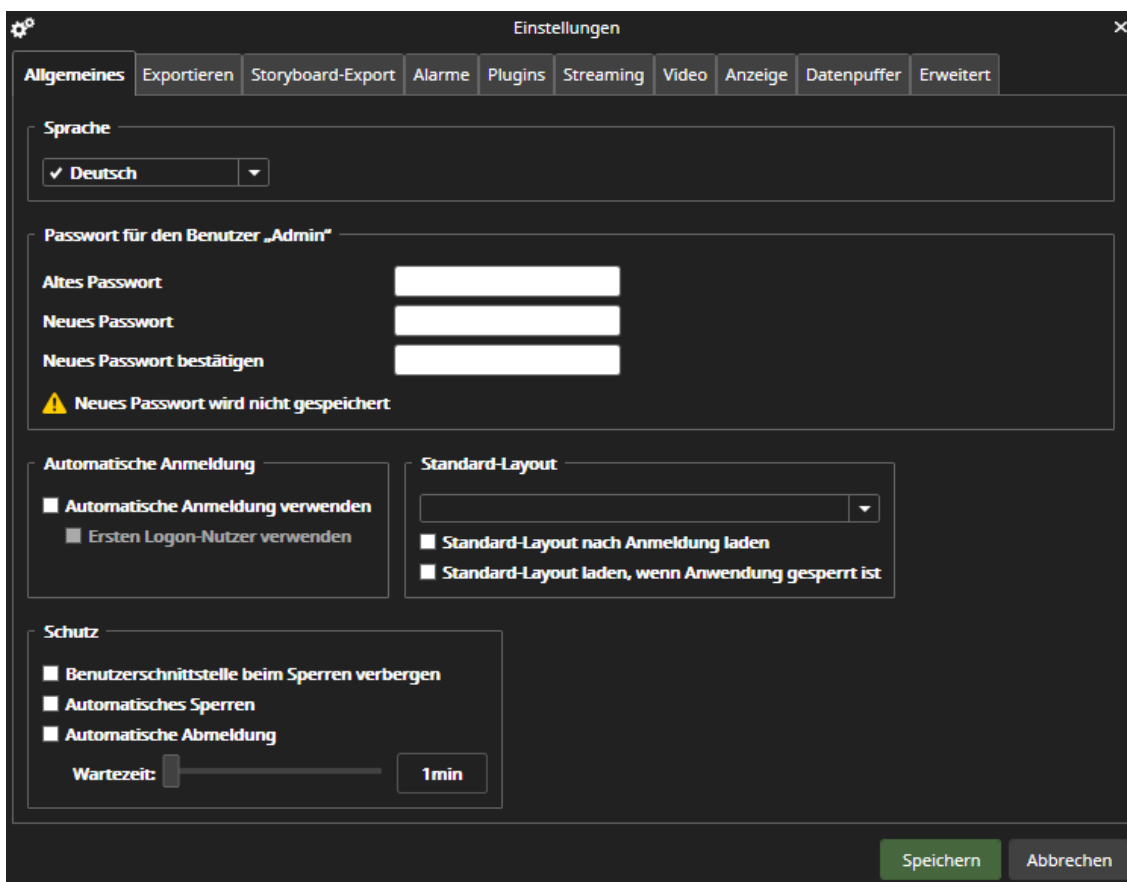 Einstellungen
Allgemeines Exportieren Storyboard-Export Alarme Plugins Streaming Video Anzeige Datenpuffer Erweitert
Sprache
Deutsch
Passwort für den Benutzer „Admin“
Altes Passwort
Neues Passwort
Neues Passwort bestätigen
Neues Passwort wird nicht gespeichert
Automatische Anmeldung
Automatische Anmeldung verwenden
Ersten Logon-Nutzer verwenden
Standard-Layout
Standard-Layout nach Anmeldung laden
Standard-Layout laden, wenn Anwendung gesperrt ist
Schutz
Benutzerschnittstelle beim Sperren verbergen
Automatisches Sperren
Automatische Abmeldung
Wartezeit: 1min
Speichern Abbrechen